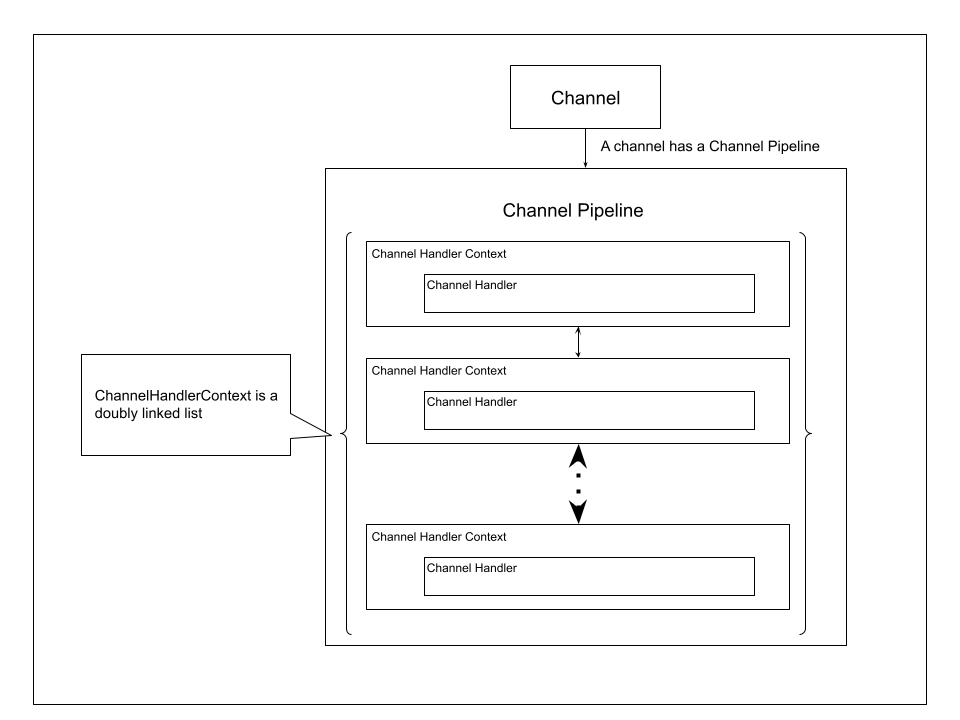 Channel
A channel has a Channel Pipeline
Channel Pipeline
Channel Handler Context
Channel Handler
Channel Handler Context
Channel Handler
ChannelHandlerContext is a
doubly linked list
Channel Handler Context
Channel Handler